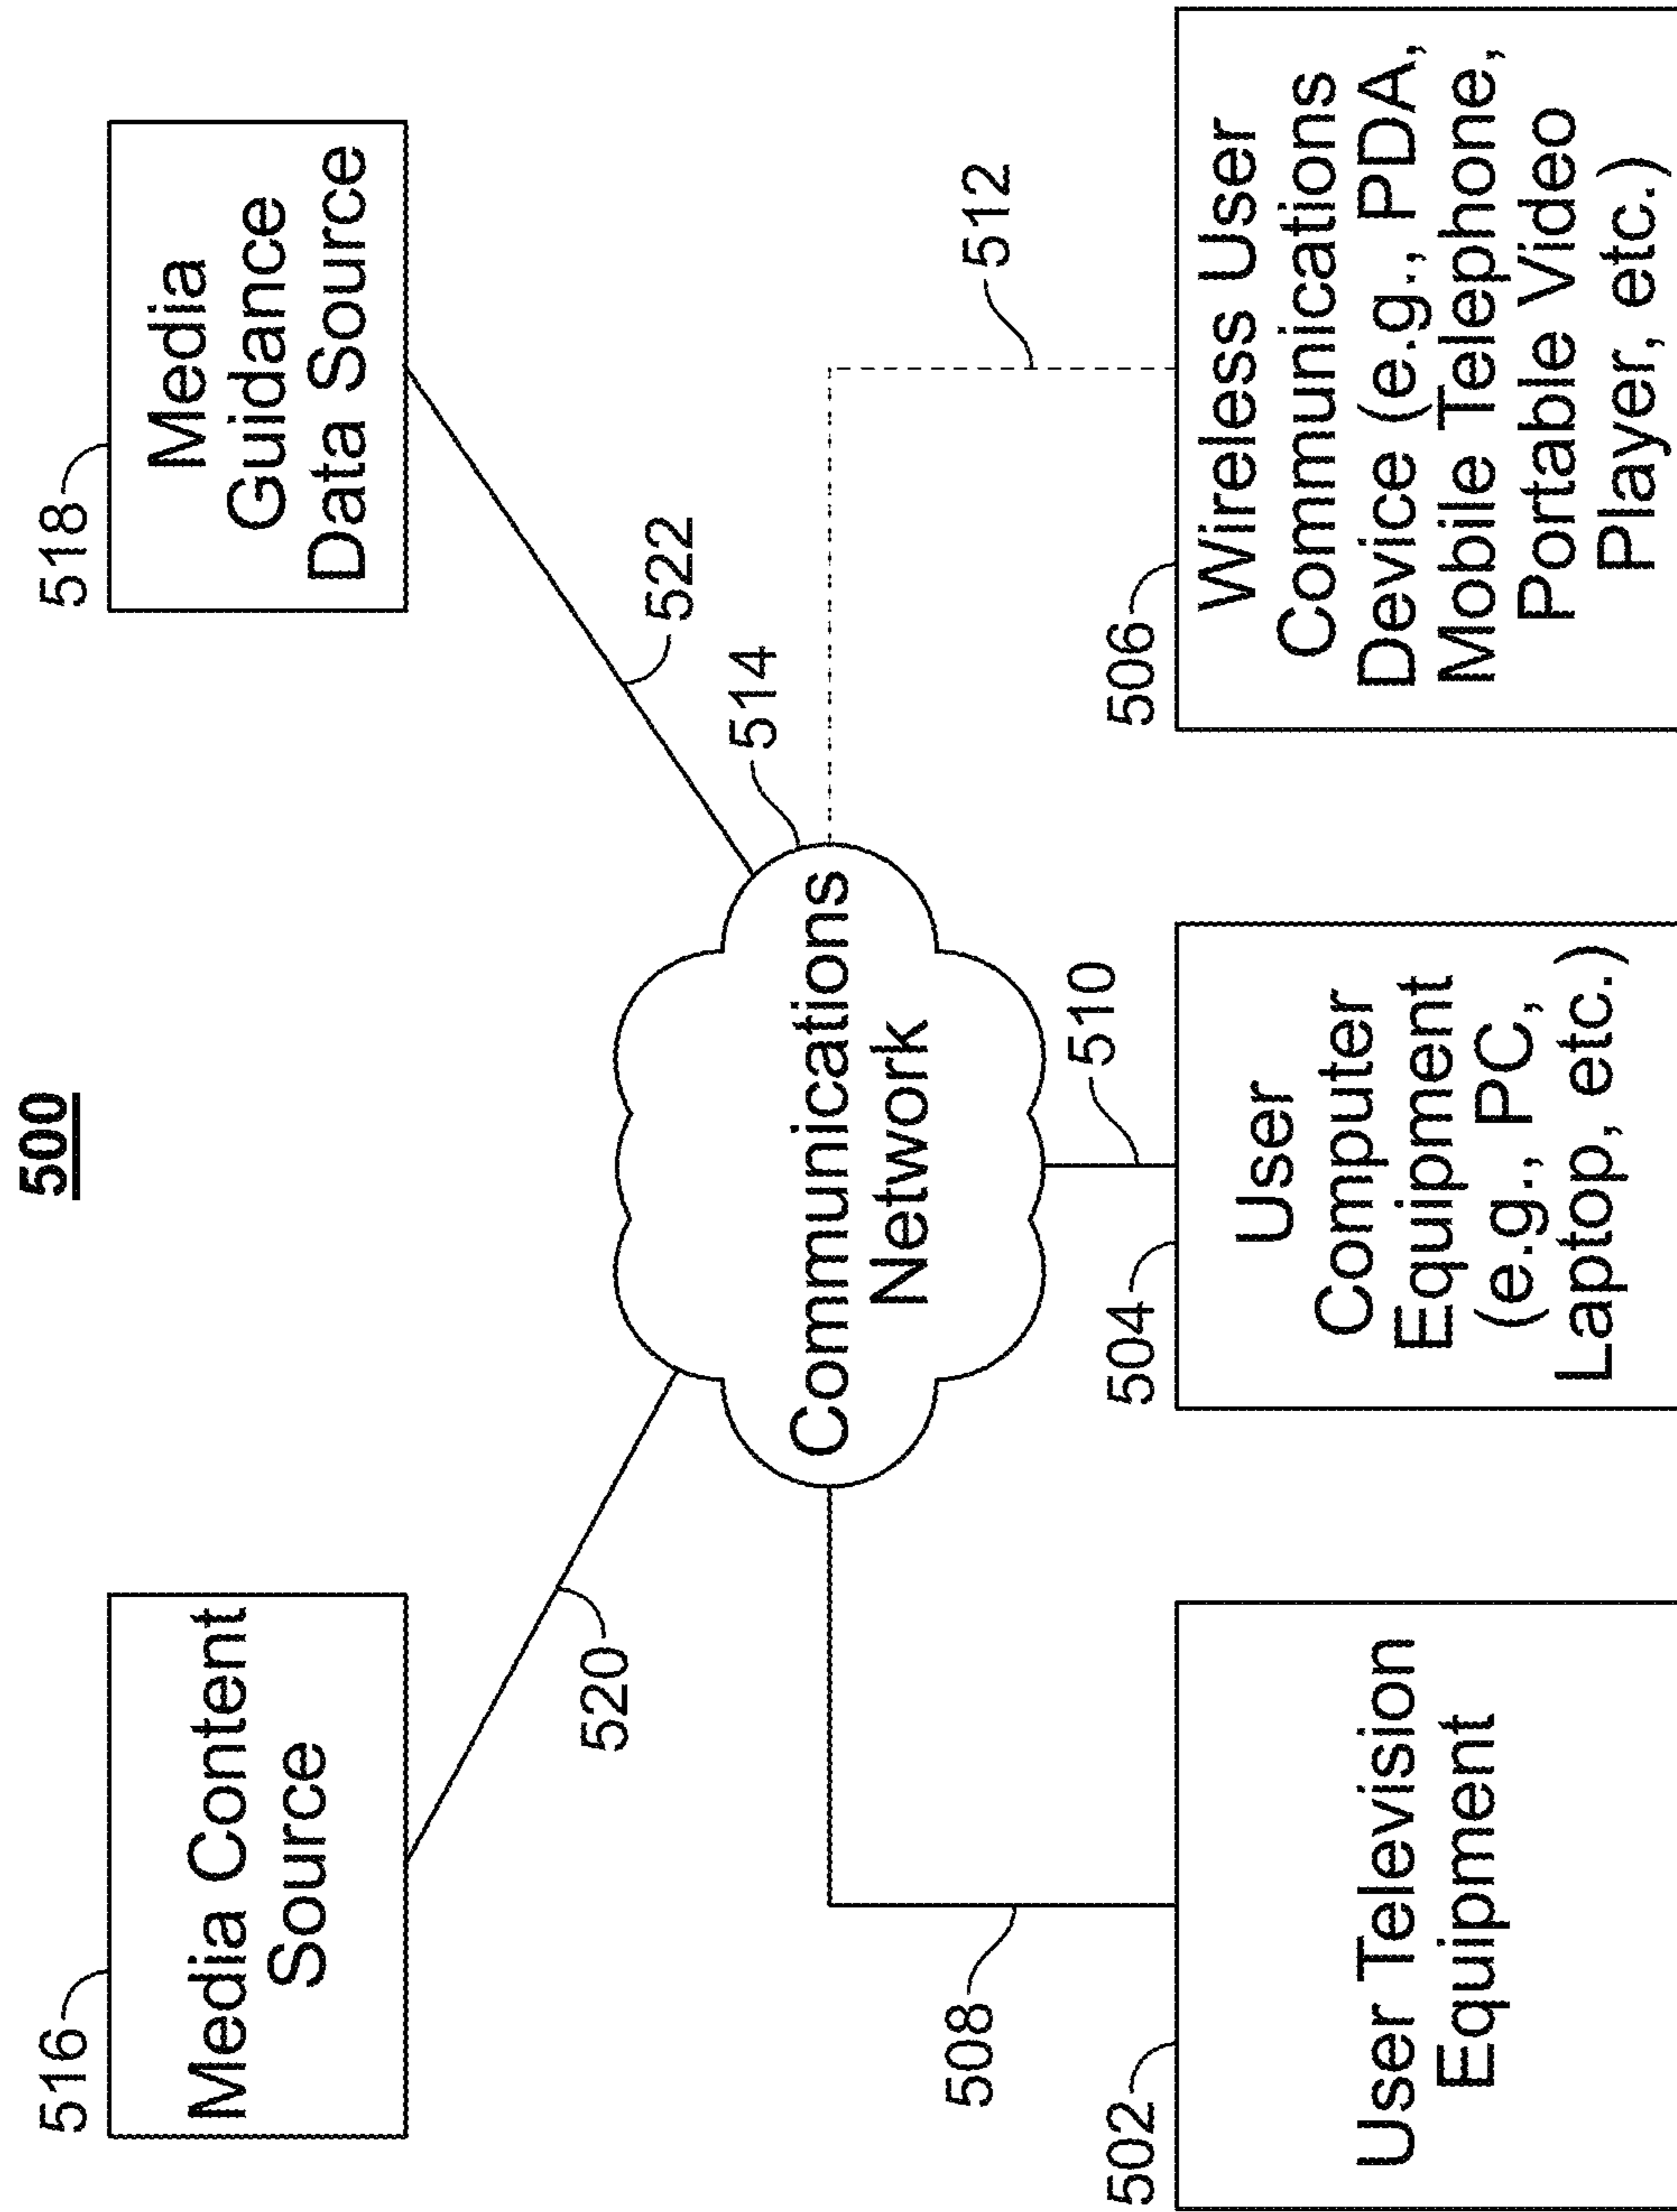 500
516
Media Content
Source
518
Media
Guidance
Data Source
520
522
514
Communications
Network
508
510
512
502
User Television
Equipment
504
User
Computer
Equipment
(e.g., PC,
Laptop, etc.)
506
Wireless User
Communications
Device (e.g., PDA,
Mobile Telephone,
Portable Video
Player, etc.)